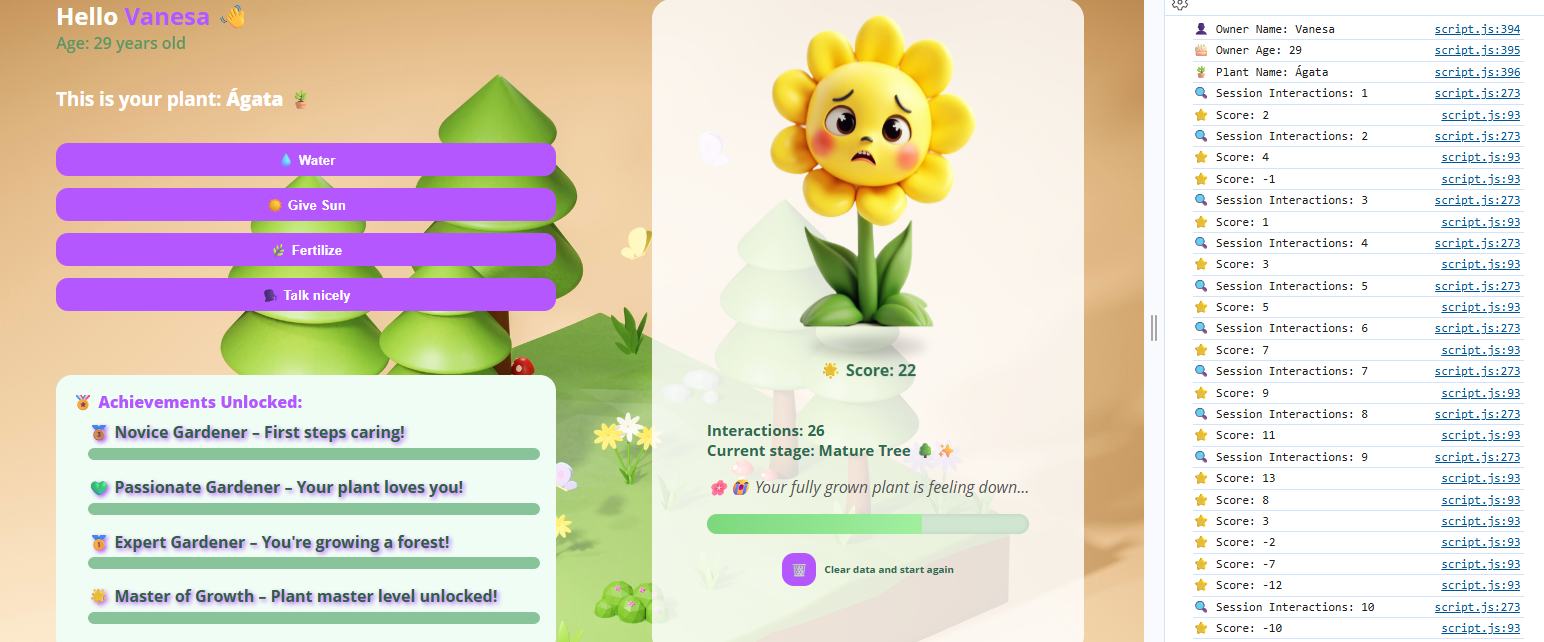 Hello Vanesa 👋
Age: 29 years old
This is your plant: Ágata 🪴
💧 Water
☀️ Give Sun
🌿 Fertilize
🗣️ Talk nicely
🏅 Achievements Unlocked:
🥉 Novice Gardener – First steps caring!
💚 Passionate Gardener – Your plant loves you!
🥇 Expert Gardener – You're growing a forest!
🌟 Master of Growth – Plant master level unlocked!
🌟 Score: 22
Interactions: 26
Current stage: Mature Tree 🌳 ✨
🌸 😭 Your fully grown plant is feeling down...
🗑️ Clear data and start again
👤 Owner Name: Vanesa script.js:394
🎂 Owner Age: 29 script.js:395
🪴 Plant Name: Ágata script.js:396
🔍 Session Interactions: 1 script.js:273
⭐ Score: 2 script.js:93
🔍 Session Interactions: 2 script.js:273
⭐ Score: 4 script.js:93
⭐ Score: -1 script.js:93
🔍 Session Interactions: 3 script.js:273
⭐ Score: 1 script.js:93
🔍 Session Interactions: 4 script.js:273
⭐ Score: 3 script.js:93
🔍 Session Interactions: 5 script.js:273
⭐ Score: 5 script.js:93
🔍 Session Interactions: 6 script.js:273
⭐ Score: 7 script.js:93
🔍 Session Interactions: 7 script.js:273
⭐ Score: 9 script.js:93
🔍 Session Interactions: 8 script.js:273
⭐ Score: 11 script.js:93
🔍 Session Interactions: 9 script.js:273
⭐ Score: 13 script.js:93
⭐ Score: 8 script.js:93
⭐ Score: 3 script.js:93
⭐ Score: -2 script.js:93
⭐ Score: -7 script.js:93
⭐ Score: -12 script.js:93
🔍 Session Interactions: 10 script.js:273
⭐ Score: -10 script.js:93